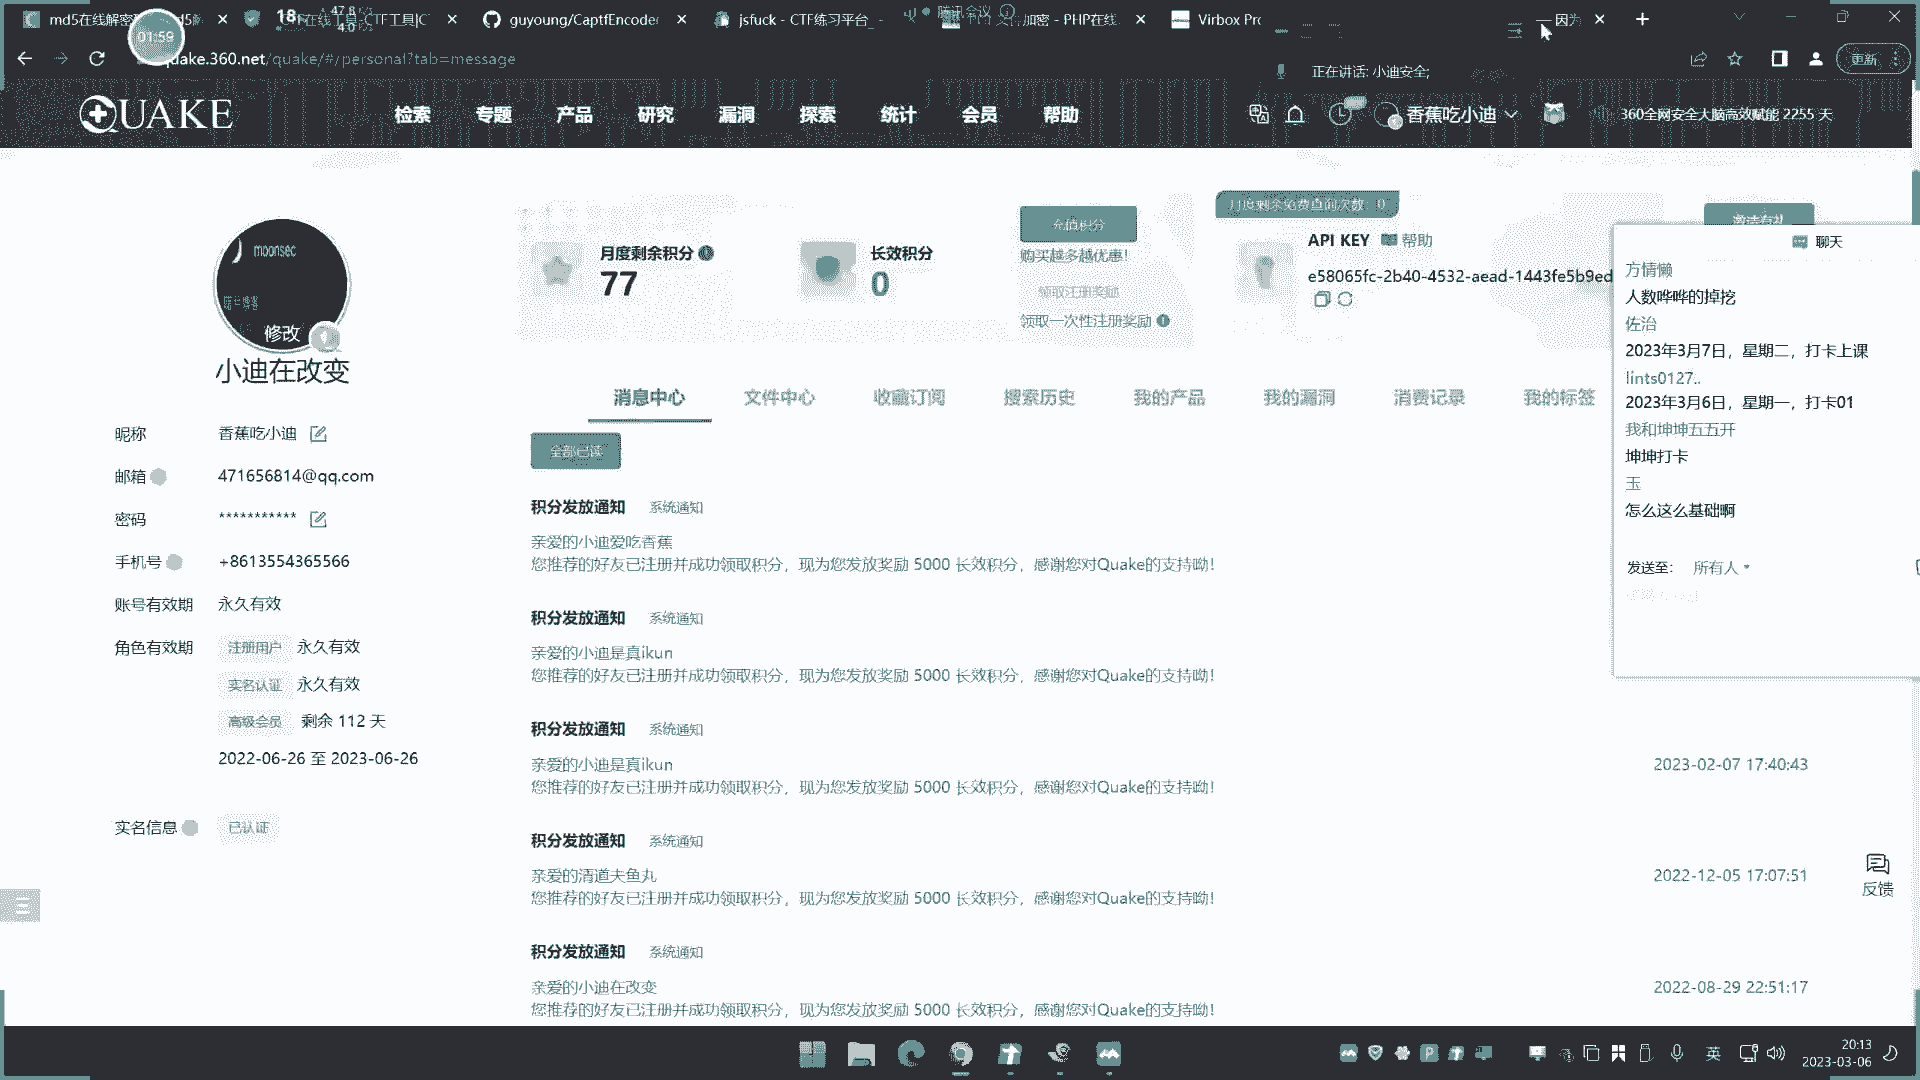 md5在线解密
01:59
18
47.8
4.0
在线工具-CTF工具|C
guyoung/CaptfEncoder
jsfuck - CTF练习平台_
腾讯会议
加密 - PHP在线
Virbox Pro
因为
quake.360.net/quake/#/personal?tab=message
正在讲话: 小迪安全;
更新
QUAKE
检索
专题
产品
研究
漏洞
探索
统计
会员
帮助
香蕉吃小迪
360全网安全大脑高效赋能 2255 天
moonsec
修改
小迪在改变
昵称
香蕉吃小迪
邮箱
471656814@qq.com
密码
***********
手机号
+8613554365566
账号有效期
永久有效
角色有效期
注册用户 永久有效
实名认证 永久有效
高级会员 剩余 112 天
2022-06-26 至 2023-06-26
实名信息
已认证
月度剩余积分
77
长效积分
0
充值积分
购买越多越优惠!
领取注册奖励
领取一次性注册奖励
月度剩余免费查询次数: 0
API KEY
帮助
e58065fc-2b40-4532-aead-1443fe5b9ed
邀请有礼
消息中心
文件中心
收藏订阅
搜索历史
我的产品
我的漏洞
消费记录
我的标签
全部已读
积分发放通知 系统通知
亲爱的小迪爱吃香蕉
您推荐的好友已注册并成功领取积分，现为您发放奖励 5000 长效积分，感谢您对Quake的支持呦!
积分发放通知 系统通知
亲爱的小迪是真ikun
您推荐的好友已注册并成功领取积分，现为您发放奖励 5000 长效积分，感谢您对Quake的支持呦!
积分发放通知 系统通知
亲爱的小迪是真ikun
2023-02-07 17:40:43
您推荐的好友已注册并成功领取积分，现为您发放奖励 5000 长效积分，感谢您对Quake的支持呦!
积分发放通知 系统通知
亲爱的清道夫鱼丸
2022-12-05 17:07:51
您推荐的好友已注册并成功领取积分，现为您发放奖励 5000 长效积分，感谢您对Quake的支持呦!
积分发放通知 系统通知
亲爱的小迪在改变
2022-08-29 22:51:17
您推荐的好友已注册并成功领取积分，现为您发放奖励 5000 长效积分，感谢您对Quake的支持呦!
聊天
方情懒
人数哗哗的掉挖
佐治
2023年3月7日，星期二，打卡上课
lints0127..
2023年3月6日，星期一，打卡01
我和坤坤五五开
坤坤打卡
玉
怎么这么基础啊
发送至: 所有人
反馈
英
20:13
2023-03-06